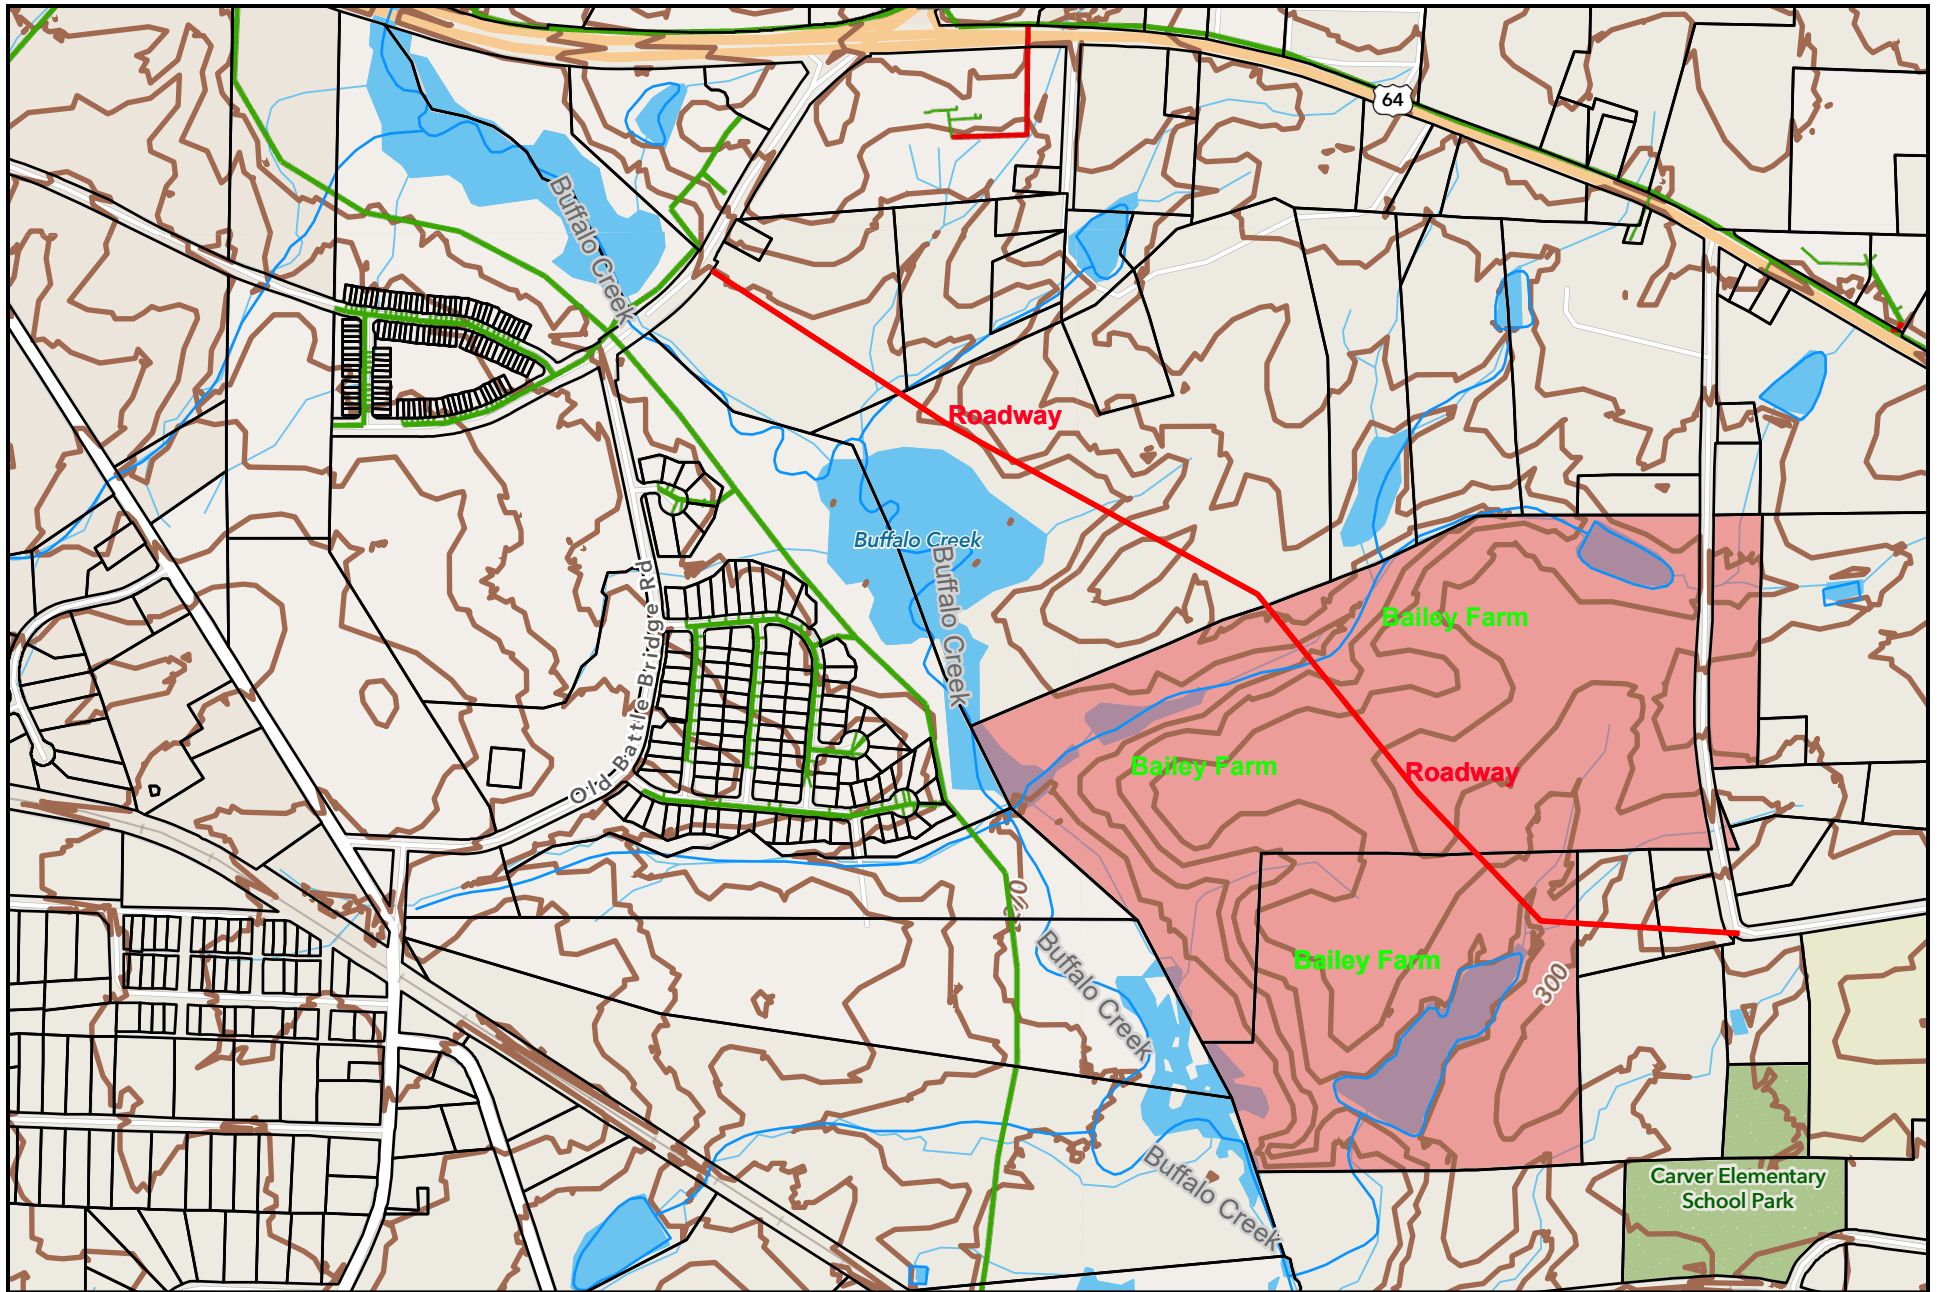 64
Buffalo Creek
Roadway
Buffalo Creek
Buffalo Creek
Old Battle Bridge Rd
Bailey Farm
Bailey Farm
Roadway
Buffalo Creek
Bailey Farm
300
Buffalo Creek
Carver Elementary
School Park